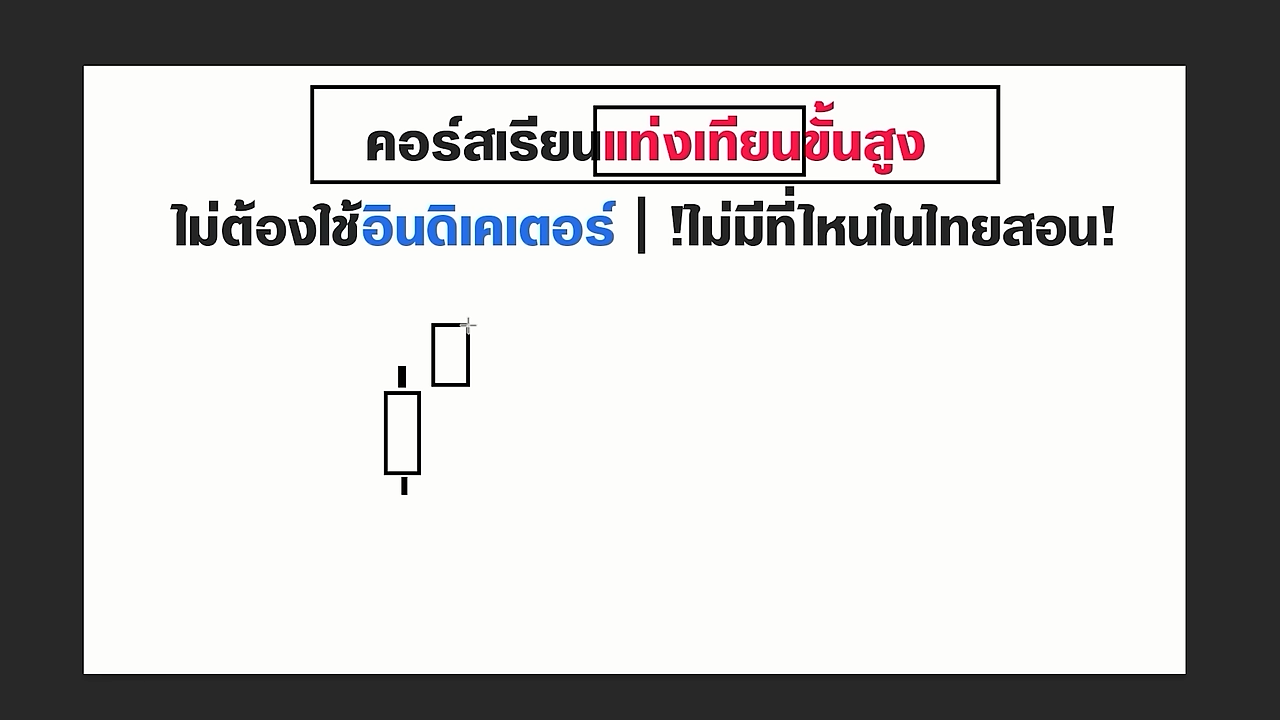 คอร์สเรียนแท่งเทียนขั้นสูง
ไม่ต้องใช้อินดิเคเตอร์ | !ไม่มีที่ไหนในไทยสอน!